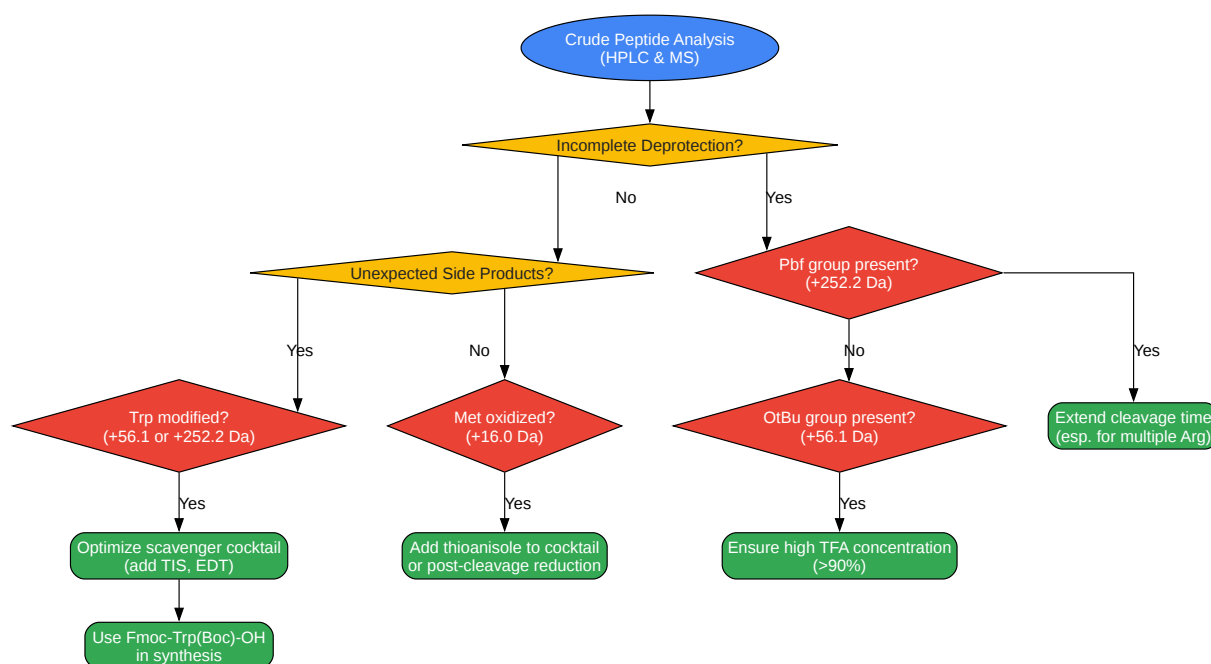 Crude Peptide Analysis
(HPLC & MS)
Incomplete Deprotection?
No
Yes
Unexpected Side Products?
Pbf group present?
(+252.2 Da)
Yes
No
No
Yes
Trp modified?
(+56.1 or +252.2 Da)
Met oxidized?
(+16.0 Da)
OtBu group present?
(+56.1 Da)
Extend cleavage time
(esp. for multiple Arg)
Yes
Yes
Yes
Optimize scavenger cocktail
(add TIS, EDT)
Add thioanisole to cocktail
or post-cleavage reduction
Ensure high TFA concentration
(>90%)
Use Fmoc-Trp(Boc)-OH
in synthesis